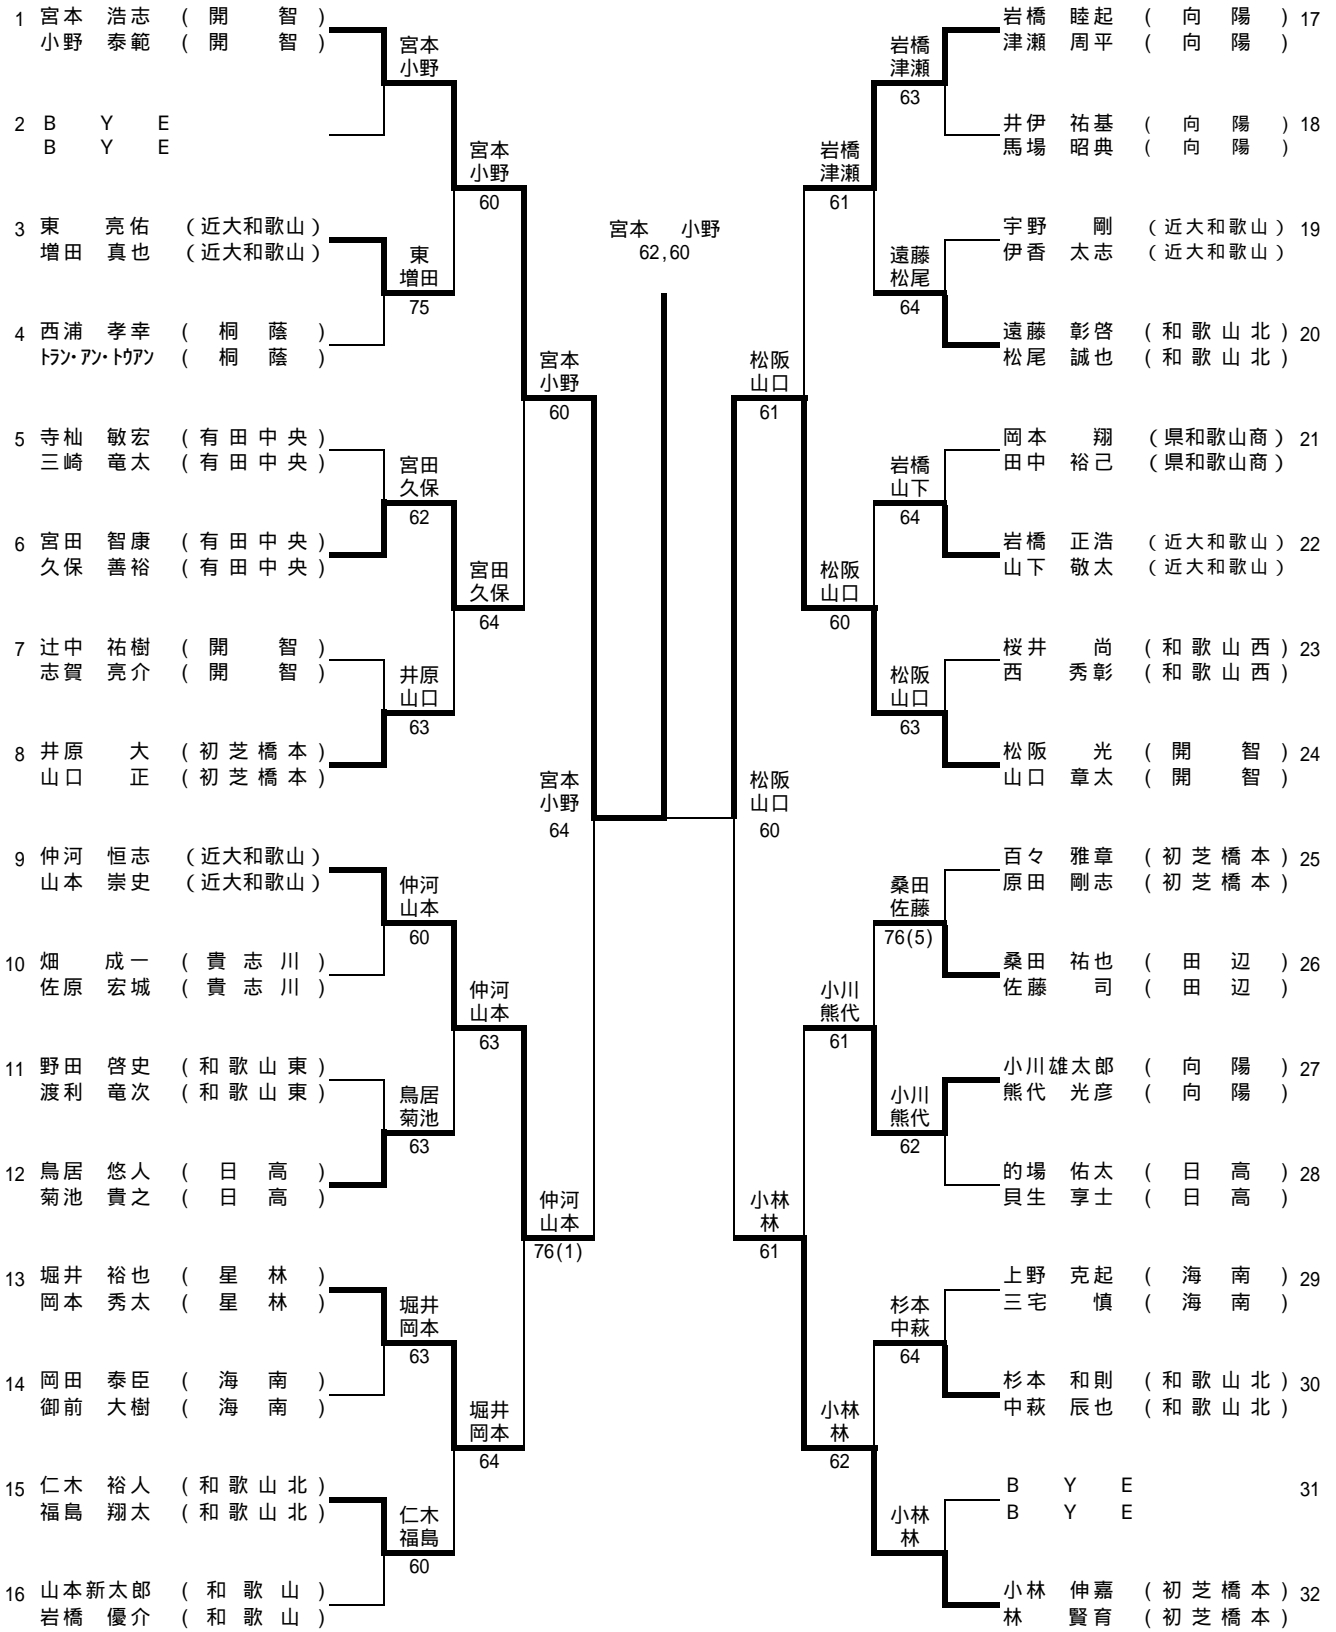 1 宮本 浩志 ( 開 智 )
小野 泰範 ( 開 智 )
2 B Y E
B Y E
3 東 亮佑 (近大和歌山)
増田 真也 (近大和歌山)
4 西浦 孝幸 ( 桐 蔭 )
トラン・アン・トウアン ( 桐 蔭 )
5 寺杣 敏宏 (有田中央)
三崎 竜太 (有田中央)
6 宮田 智康 (有田中央)
久保 善裕 (有田中央)
7 辻中 祐樹 ( 開 智 )
志賀 亮介 ( 開 智 )
8 井原 大 (初芝橋本)
山口 正 (初芝橋本)
9 仲河 恒志 (近大和歌山)
山本 崇史 (近大和歌山)
10 畑 成一 ( 貴志川 )
佐原 宏城 ( 貴志川 )
11 野田 啓史 (和歌山東)
渡利 竜次 (和歌山東)
12 鳥居 悠人 ( 日 高 )
菊池 貴之 ( 日 高 )
13 堀井 裕也 ( 星 林 )
岡本 秀太 ( 星 林 )
14 岡田 泰臣 ( 海 南 )
御前 大樹 ( 海 南 )
15 仁木 裕人 (和歌山北)
福島 翔太 (和歌山北)
16 山本新太郎 ( 和歌山 )
岩橋 優介 ( 和歌山 )
宮本
小野
東
増田
75
宮田
久保
62
井原
山口
63
仲河
山本
60
鳥居
菊池
63
堀井
岡本
63
仁木
福島
60
宮本
小野
60
宮田
久保
64
仲河
山本
63
堀井
岡本
64
宮本
小野
60
仲河
山本
76(1)
宮本
小野
64
宮本 小野
62,60
松阪
山口
60
松阪
山口
61
小林
林
61
岩橋
津瀬
61
松阪
山口
60
小川
熊代
61
小林
林
62
岩橋
津瀬
63
遠藤
松尾
64
岩橋
山下
64
松阪
山口
63
桑田
佐藤
76(5)
小川
熊代
62
杉本
中萩
64
小林
林
岩橋 睦起 ( 向 陽 ) 17
津瀬 周平 ( 向 陽 )
井伊 祐基 ( 向 陽 ) 18
馬場 昭典 ( 向 陽 )
宇野 剛 (近大和歌山) 19
伊香 太志 (近大和歌山)
遠藤 彰啓 (和歌山北) 20
松尾 誠也 (和歌山北)
岡本 翔 (県和歌山商) 21
田中 裕己 (県和歌山商)
岩橋 正浩 (近大和歌山) 22
山下 敬太 (近大和歌山)
桜井 尚 (和歌山西) 23
西 秀彰 (和歌山西)
松阪 光 ( 開 智 ) 24
山口 章太 ( 開 智 )
百々 雅章 (初芝橋本) 25
原田 剛志 (初芝橋本)
桑田 祐也 ( 田 辺 ) 26
佐藤 司 ( 田 辺 )
小川雄太郎 ( 向 陽 ) 27
熊代 光彦 ( 向 陽 )
的場 佑太 ( 日 高 ) 28
貝生 享士 ( 日 高 )
上野 克起 ( 海 南 ) 29
三宅 慎 ( 海 南 )
杉本 和則 (和歌山北) 30
中萩 辰也 (和歌山北)
B Y E 31
B Y E
小林 伸嘉 (初芝橋本) 32
林 賢育 (初芝橋本)